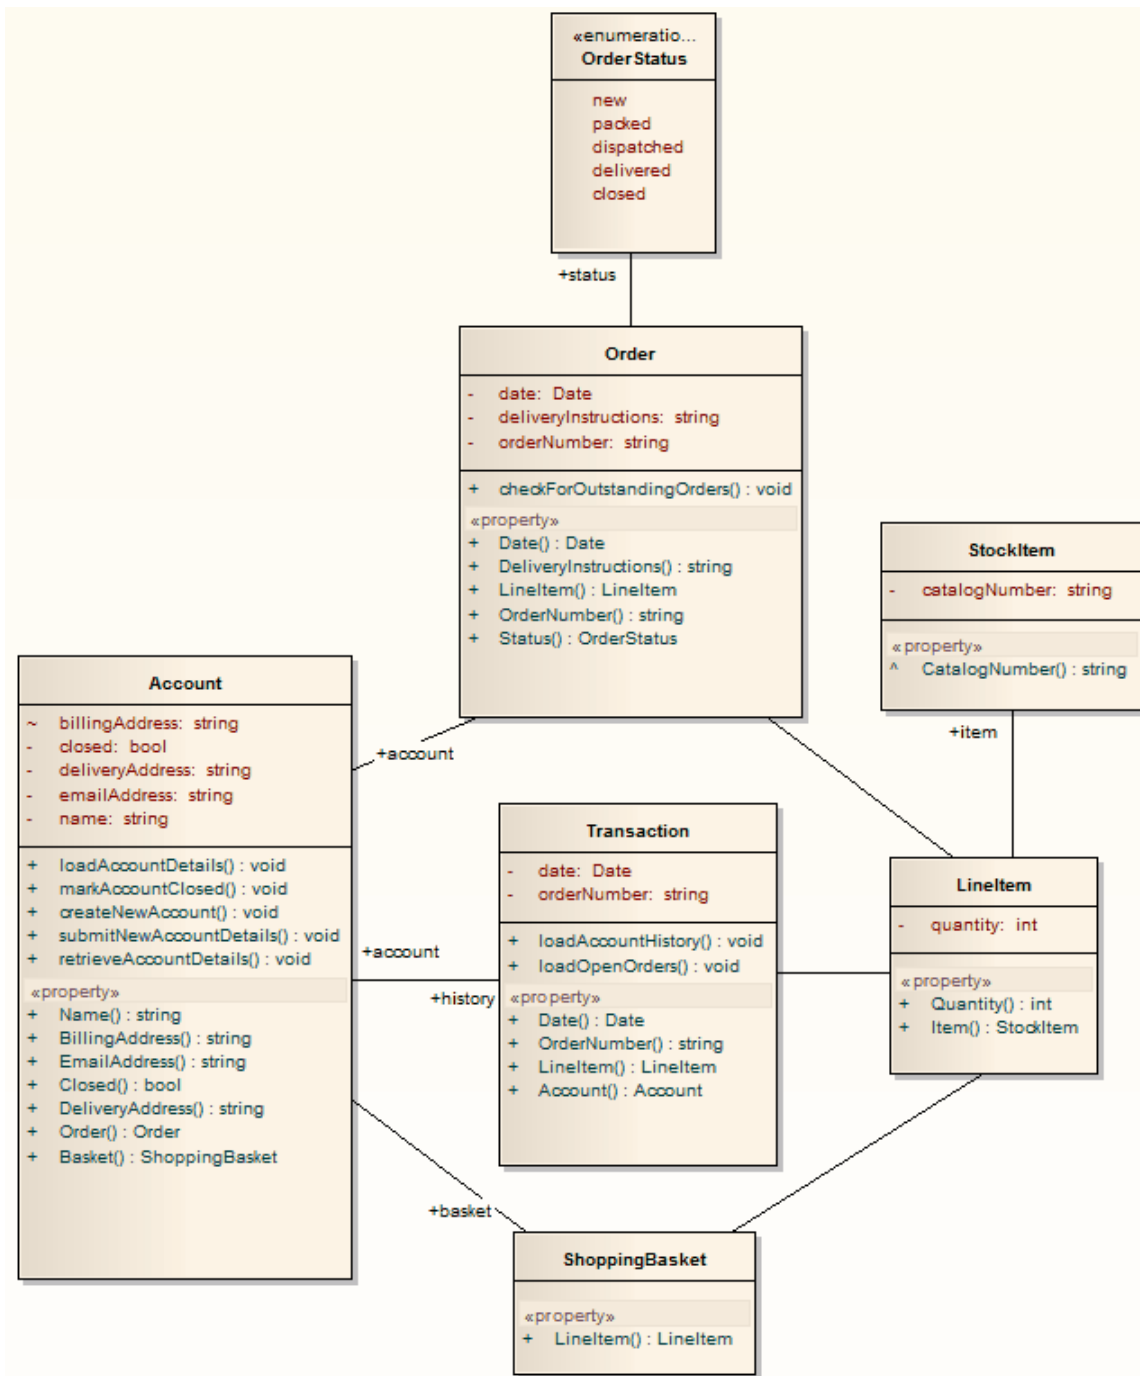 «enumeratio...
OrderStatus
new
packed
dispatched
delivered
closed
+status
Order
- date: Date
- deliveryInstructions: string
- orderNumber: string
+ checkForOutstandingOrders() : void
«property»
+ Date() : Date
+ DeliveryInstructions() : string
+ LineItem() : LineItem
+ OrderNumber() : string
+ Status() : OrderStatus
StockItem
- catalogNumber: string
«property»
^ CatalogNumber() : string
+item
Account
~ billingAddress: string
- closed: bool
- deliveryAddress: string
- emailAddress: string
- name: string
+ loadAccountDetails() : void
+ markAccountClosed() : void
+ createNewAccount() : void
+ submitNewAccountDetails() : void
+ retrieveAccountDetails() : void
«property»
+ Name() : string
+ BillingAddress() : string
+ EmailAddress() : string
+ Closed() : bool
+ DeliveryAddress() : string
+ Order() : Order
+ Basket() : ShoppingBasket
+account
+account
+history
+basket
Transaction
- date: Date
- orderNumber: string
+ loadAccountHistory() : void
+ loadOpenOrders() : void
«property»
+ Date() : Date
+ OrderNumber() : string
+ LineItem() : LineItem
+ Account() : Account
LineItem
- quantity: int
«property»
+ Quantity() : int
+ Item() : StockItem
ShoppingBasket
«property»
+ LineItem() : LineItem